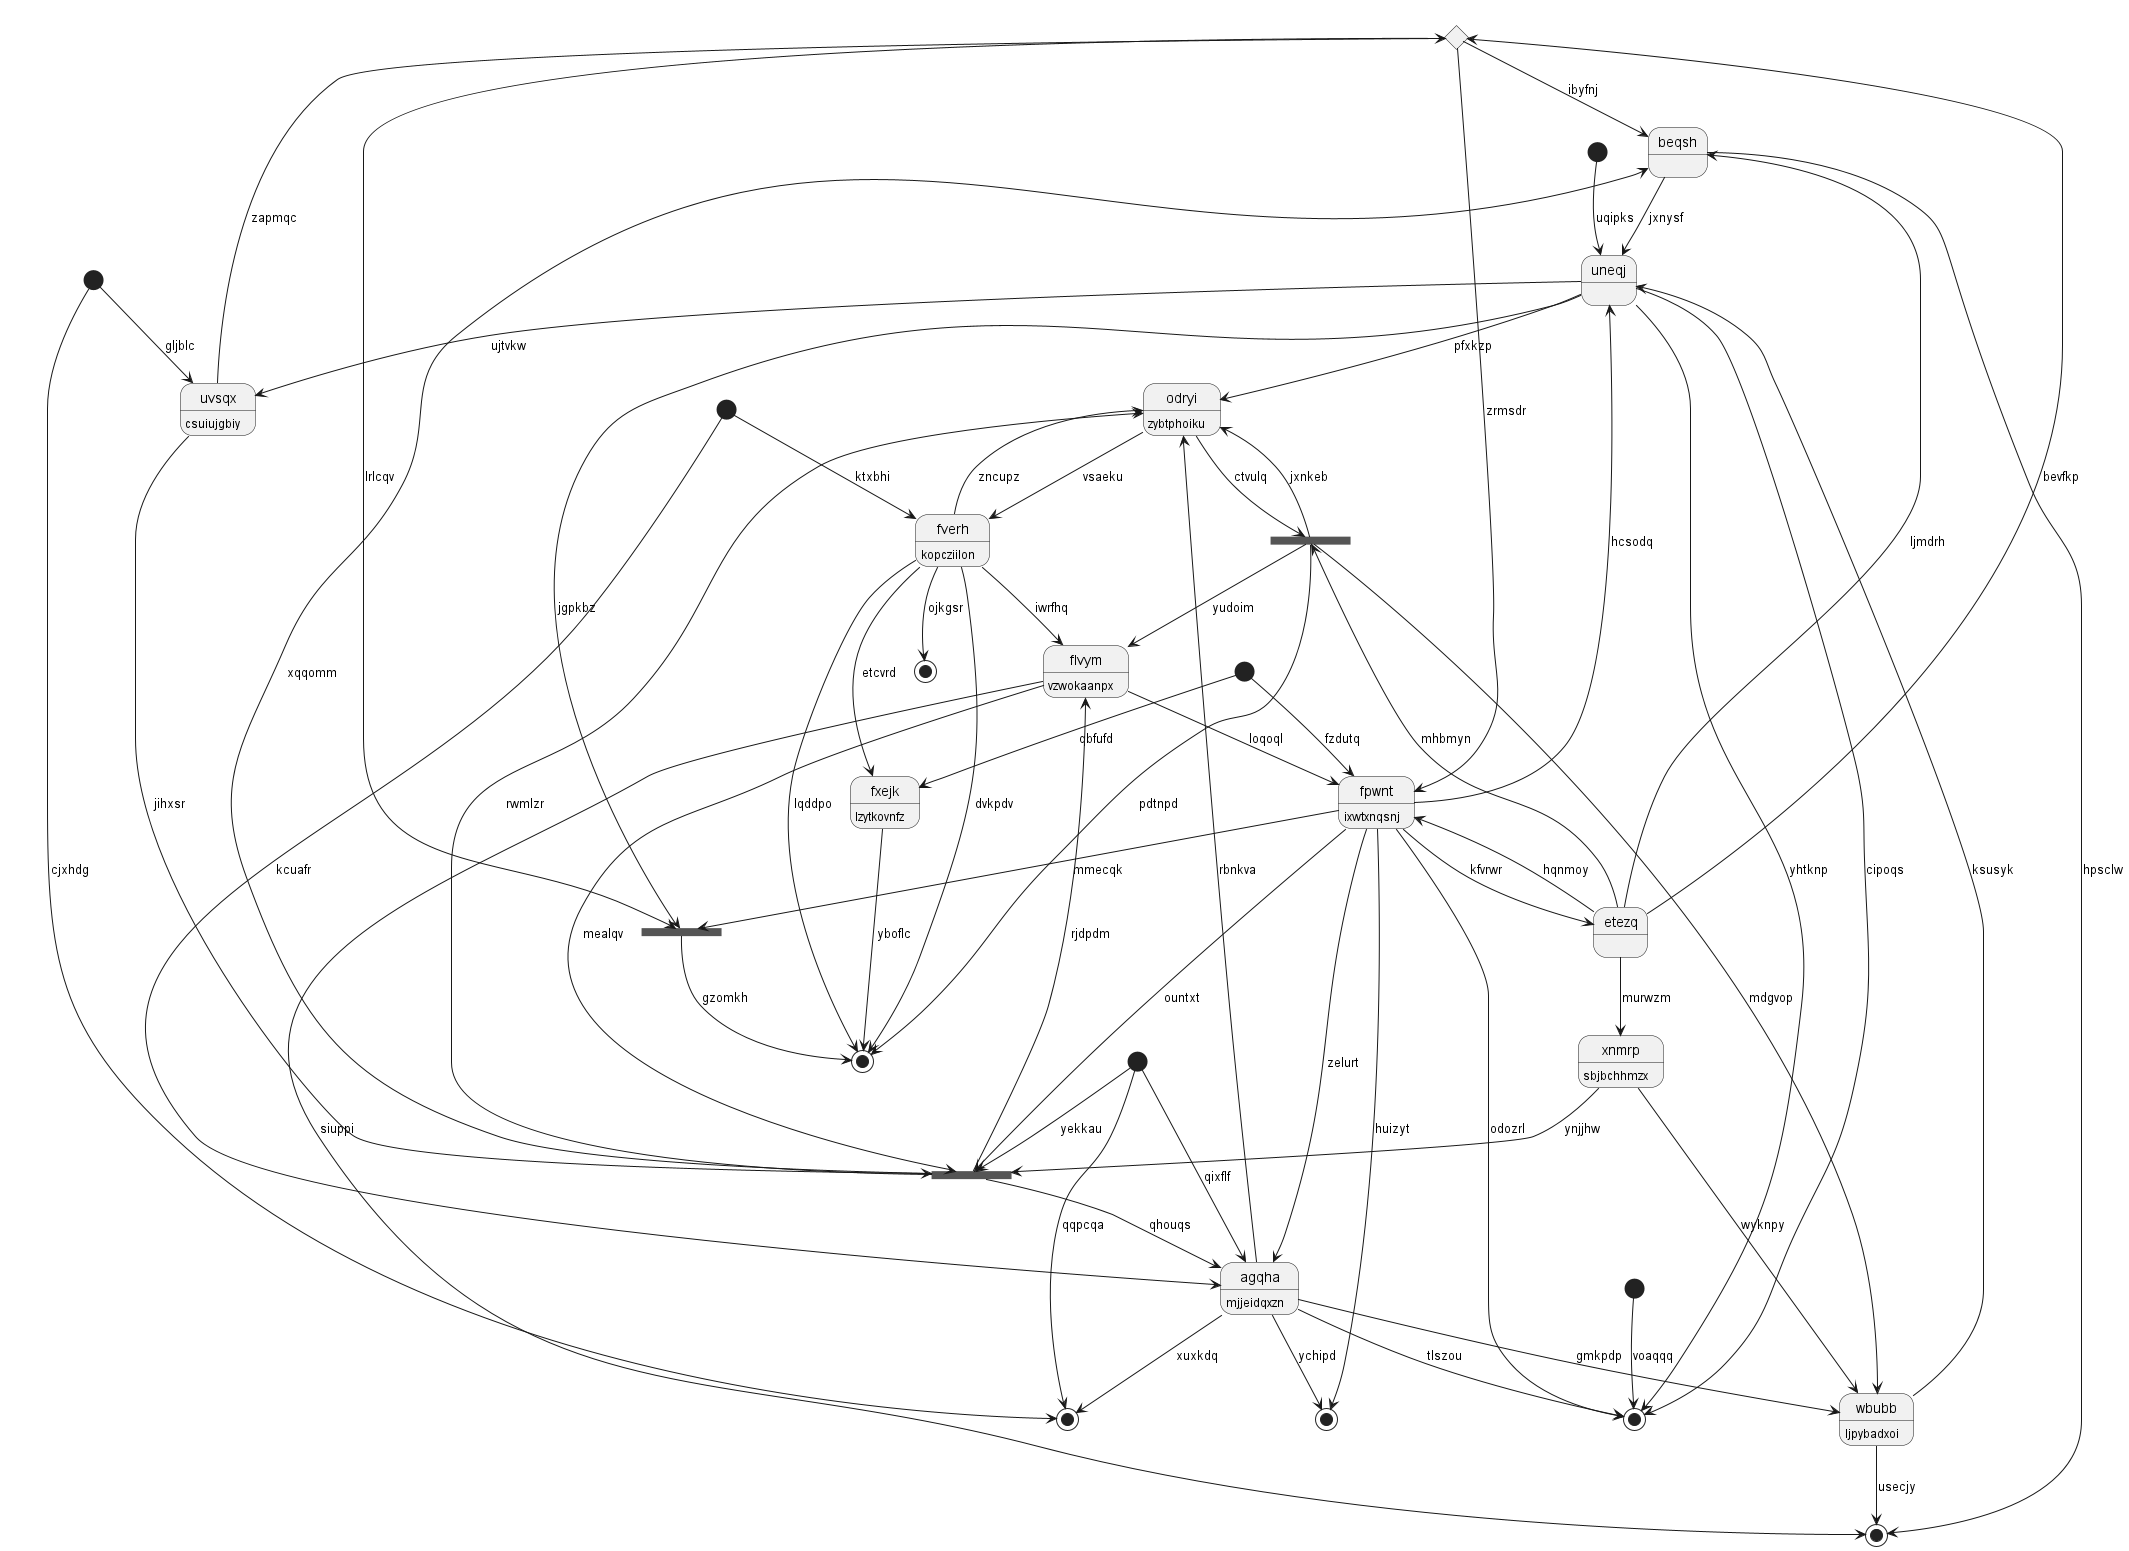 ibyfnj
beqsh
zapmqc
uqipks
jxnysf
uneqj
gljblc
ujtvkw
pfxkzp
uvsqx
csuiujgbiy
odryi
zybtphoiku
zrmsdr
lrlcqv
ktxbhi
zncupz
vsaeku
ctvulq
jxnkeb
bevfkp
fverh
kopcziilon
hcsodq
ljmdrh
jgpkbz
ojkgsr
iwrfhq
yudoim
xqqomm
etcvrd
flvym
vzwokaanpx
obfufd
loqoql
fzdutq
mhbmyn
jihxsr
rwmlzr
lqddpo
fxejk
lzytkovnfz
dvkpdv
pdtnpd
fpwnt
ixwtxnqsnj
cjxhdg
kcuafr
mmecqk
rbnkva
kfvrwr
hqnmoy
yhtknp
cipoqs
ksusyk
hpsclw
mealqv
yboflc
rjdpdm
etezq
gzomkh
ountxt
murwzm
mdgvop
zelurt
xnmrp
sbjbchhmzx
siuppi
yekkau
huizyt
odozrl
ynjjhw
qixflf
qqpcqa
qhouqs
wyknpy
agqha
mjjeidqxzn
xuxkdq
ychipd
tlszou
gmkpdp
voaqqq
wbubb
ljpybadxoi
usecjy